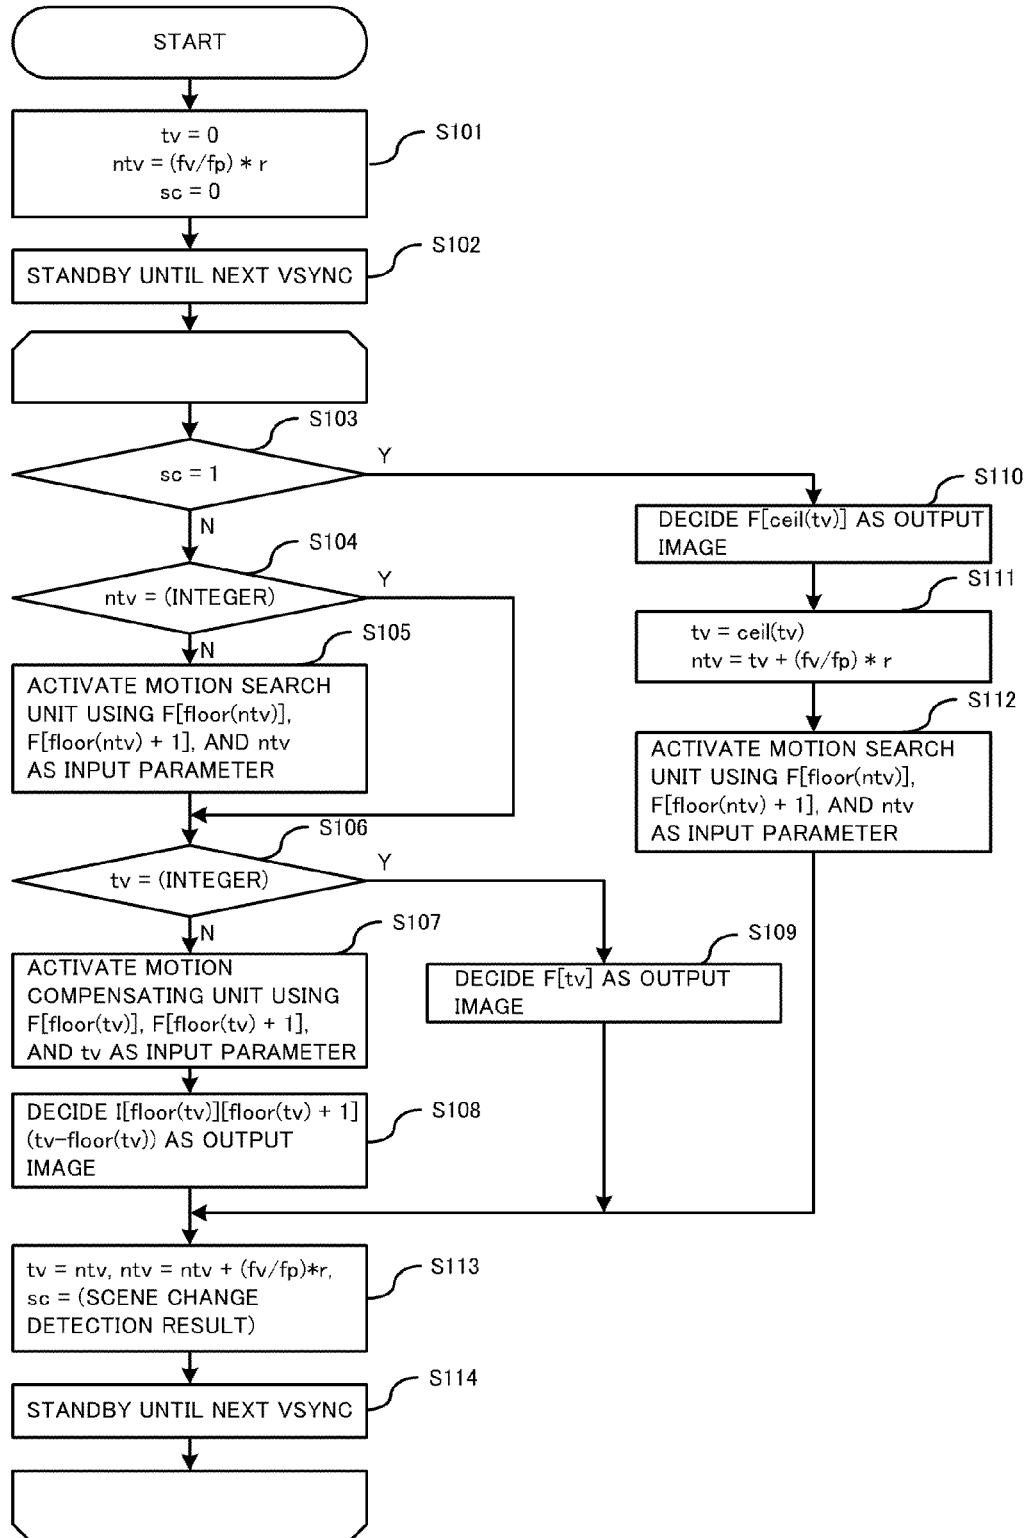 START
tv = 0
ntv = (fv/fp) * r
sc = 0
S101
STANDBY UNTIL NEXT VSYNC
S102
sc = 1
S103
Y
N
ntv = (INTEGER)
S104
Y
N
ACTIVATE MOTION SEARCH
UNIT USING F[floor(ntv)],
F[floor(ntv) + 1], AND ntv
AS INPUT PARAMETER
S105
tv = (INTEGER)
S106
Y
N
ACTIVATE MOTION
COMPENSATING UNIT USING
F[floor(tv)], F[floor(tv) + 1],
AND tv AS INPUT PARAMETER
S107
DECIDE I[floor(tv)][floor(tv) + 1]
(tv-floor(tv)) AS OUTPUT
IMAGE
S108
DECIDE F[tv] AS OUTPUT
IMAGE
S109
DECIDE F[ceil(tv)] AS OUTPUT
IMAGE
S110
tv = ceil(tv)
ntv = tv + (fv/fp) * r
S111
ACTIVATE MOTION SEARCH
UNIT USING F[floor(ntv)],
F[floor(ntv) + 1], AND ntv
AS INPUT PARAMETER
S112
tv = ntv, ntv = ntv + (fv/fp)*r,
sc = (SCENE CHANGE
DETECTION RESULT)
S113
STANDBY UNTIL NEXT VSYNC
S114